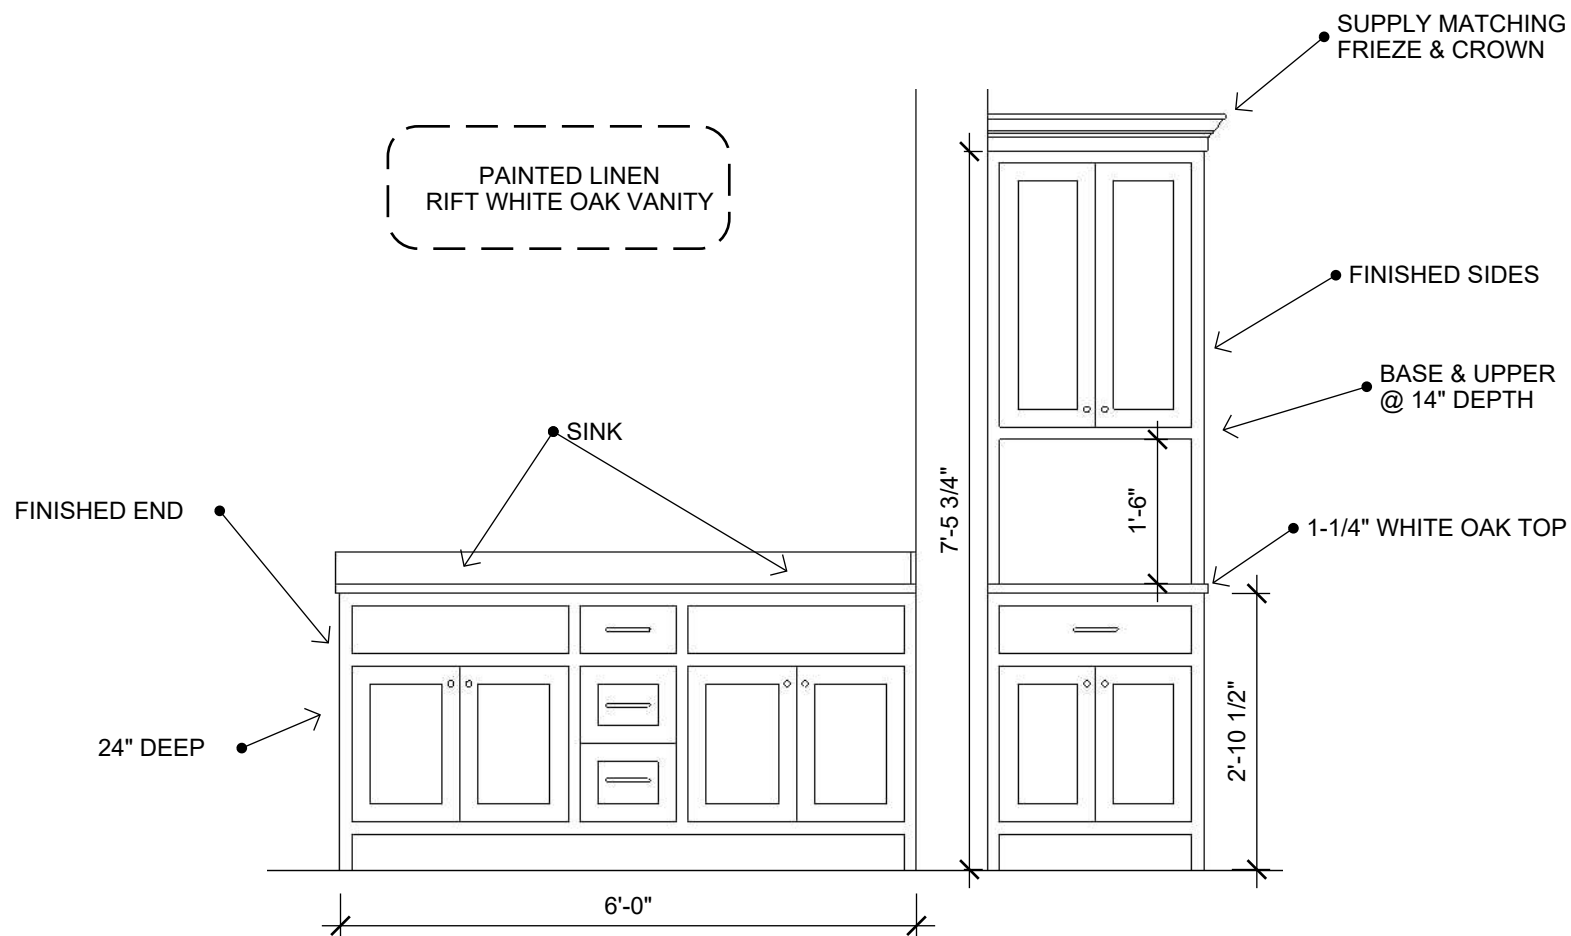 SUPPLY MATCHING
FRIEZE & CROWN
PAINTED LINEN
RIFT WHITE OAK VANITY
FINISHED SIDES
BASE & UPPER
@ 14" DEPTH
SINK
FINISHED END
7'-5 3/4"
1'-6"
1-1/4" WHITE OAK TOP
24" DEEP
2'-10 1/2"
6'-0"